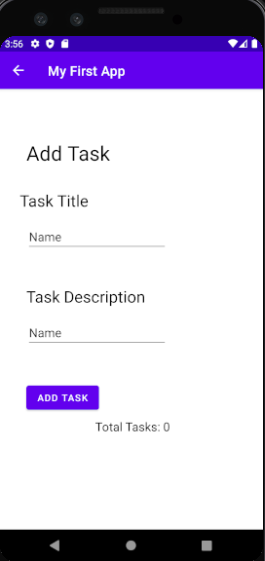 3:56
My First App
Add Task
Task Title
Name
Task Description
Name
ADD TASK
Total Tasks: 0